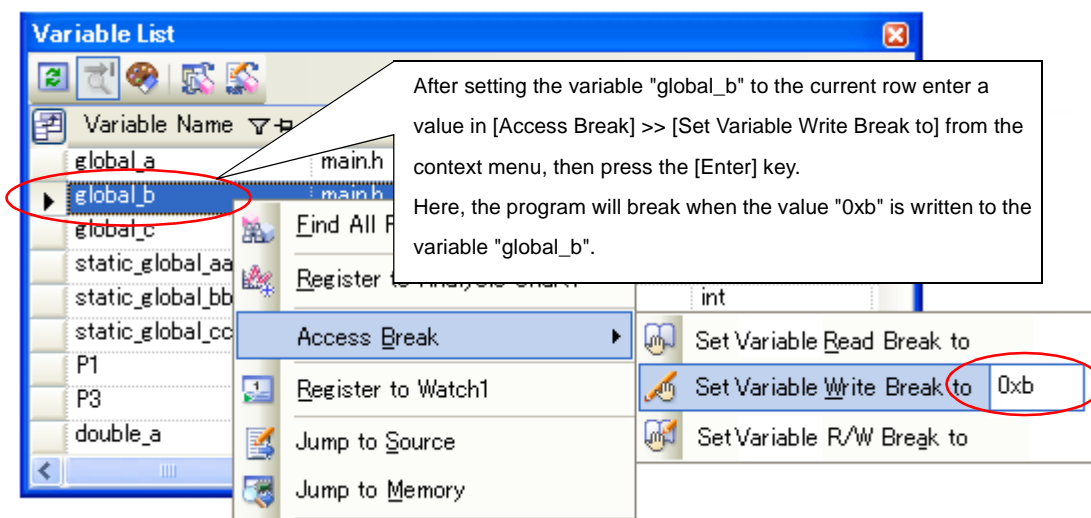 Variable List
After setting the variable "global_b" to the current row enter a
value in [Access Break] >> [Set Variable Write Break to] from the
context menu, then press the [Enter] key.
Here, the program will break when the value "0xb" is written to the
variable "global_b".
Variable Name
global_a main.h
global_b main.h
global_c
static_global_aa
static_global_bb int
static_global_cc
P1
P3
double_a
Find All
Register to Analysis Chart1
Access Break
Register to Watch1
Jump to Source
Jump to Memory
Set Variable Read Break to
Set Variable Write Break to 0xb
Set Variable R/W Break to